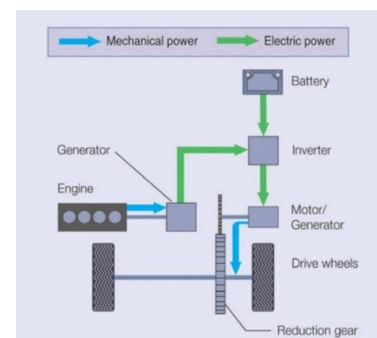 Mechanical power
Electric power
Battery
Generator
Inverter
Engine
Motor/
Generator
Drive wheels
Reduction gear